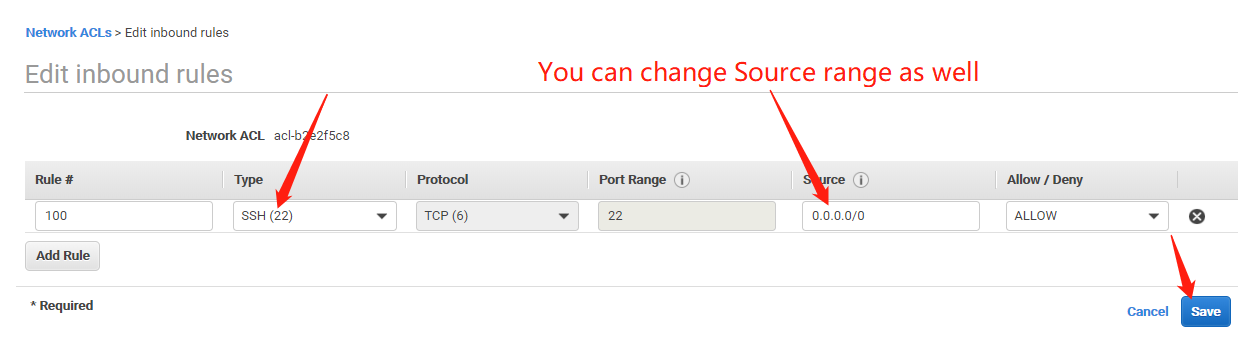 Network ACLs > Edit inbound rules
You can change Source range as well
Edit inbound rules
Network ACL acl-b2e2f5c8
Rule # Type Protocol Port Range i Source i Allow / Deny
100 SSH (22) TCP (6) 22 0.0.0.0/0 ALLOW
Add Rule
* Required
Cancel Save